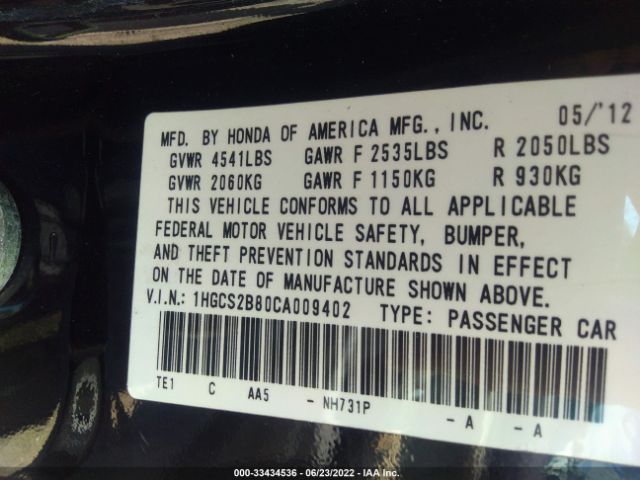 MFD. BY HONDA OF AMERICA MFG., INC. 05/'12
GVWR 4541LBS GAWR F 2535LBS R 2050LBS
GVWR 2060KG GAWR F 1150KG R 930KG
THIS VEHICLE CONFORMS TO ALL APPLICABLE
FEDERAL MOTOR VEHICLE SAFETY, BUMPER,
AND THEFT PREVENTION STANDARDS IN EFFECT
ON THE DATE OF MANUFACTURE SHOWN ABOVE.
V.I.N.: 1HGCS2B80CA009402 TYPE: PASSENGER CAR
TE1 C AA5 - NH731P - A - A
000-33434536 - 06/23/2022 - IAA Inc.